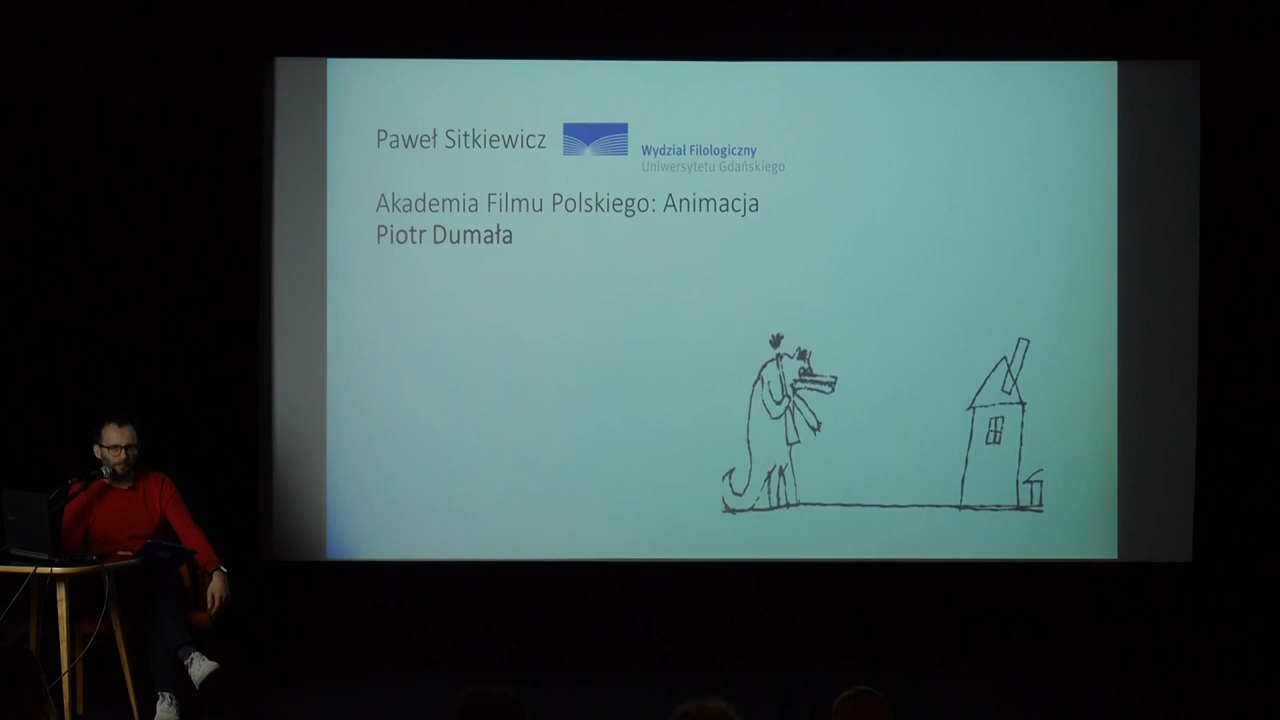 Paweł Sitkiewicz
Wydział Filologiczny
Uniwersytetu Gdańskiego
Akademia Filmu Polskiego: Animacja
Piotr Dumała